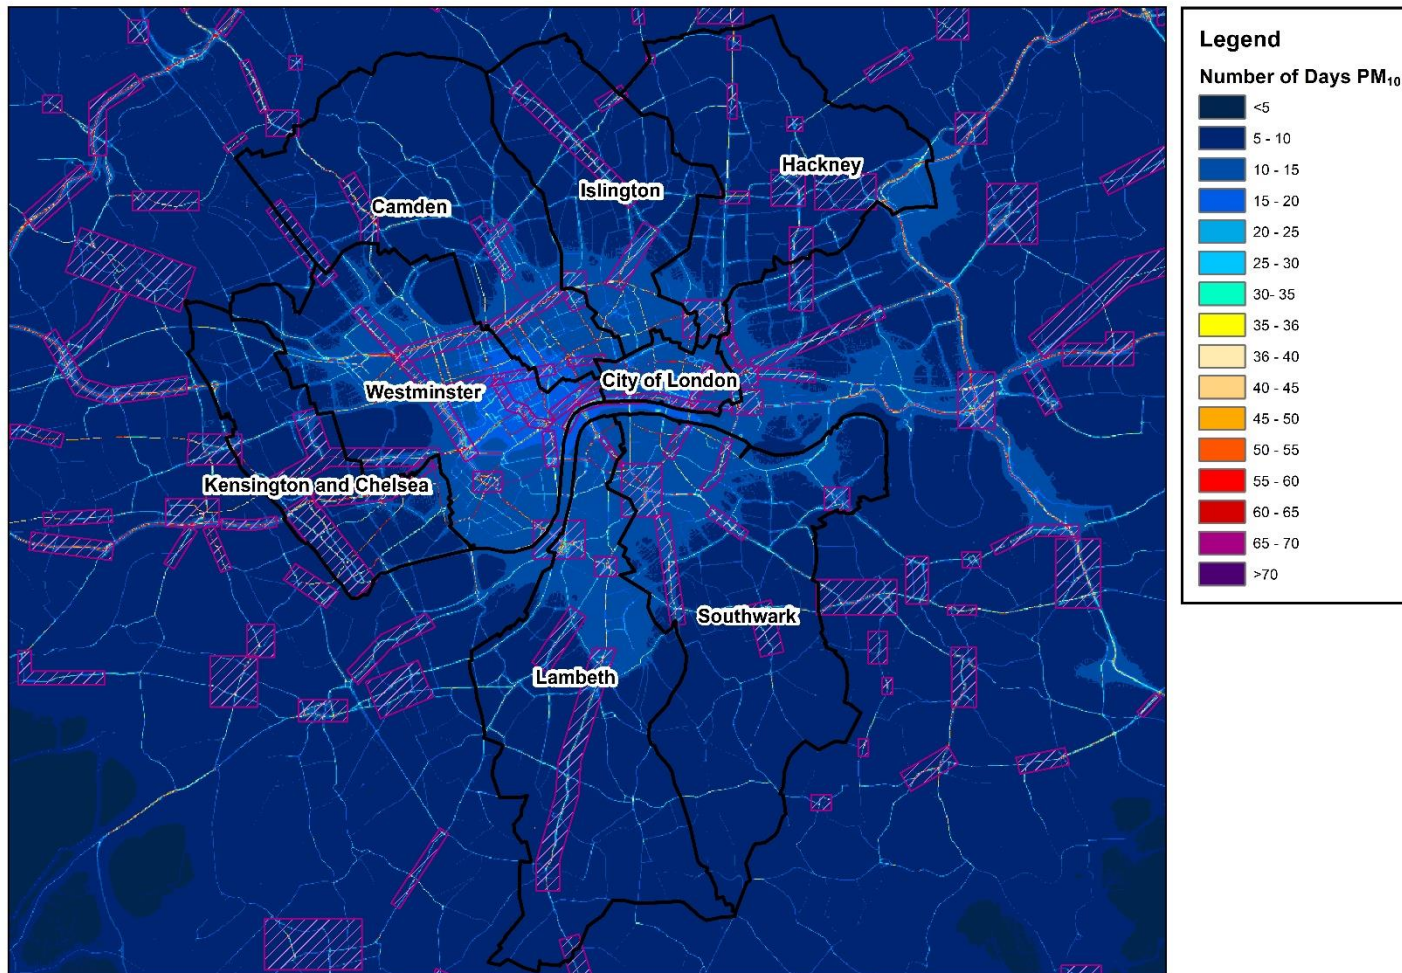 Legend
Number of Days PM₁₀
<5
5 - 10
10 - 15
15 - 20
20 - 25
25 - 30
30- 35
35 - 36
36 - 40
40 - 45
45 - 50
50 - 55
55 - 60
60 - 65
65 - 70
>70
Hackney
Islington
Camden
City of London
Westminster
Kensington and Chelsea
Southwark
Lambeth